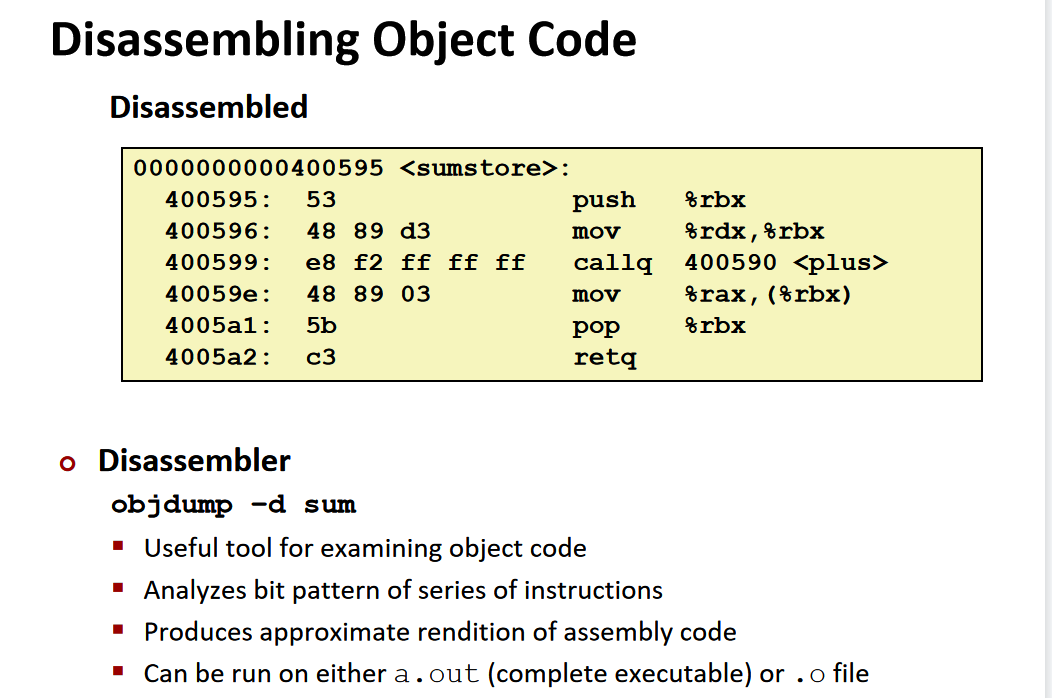 Disassembling Object Code
Disassembled
0000000000400595 <sumstore>:
400595: 53 push %rbx
400596: 48 89 d3 mov %rdx,%rbx
400599: e8 f2 ff ff ff callq 400590 <plus>
40059e: 48 89 03 mov %rax,(%rbx)
4005a1: 5b pop %rbx
4005a2: c3 retq
Disassembler
objdump –d sum
Useful tool for examining object code
Analyzes bit pattern of series of instructions
Produces approximate rendition of assembly code
Can be run on either a.out (complete executable) or .o file